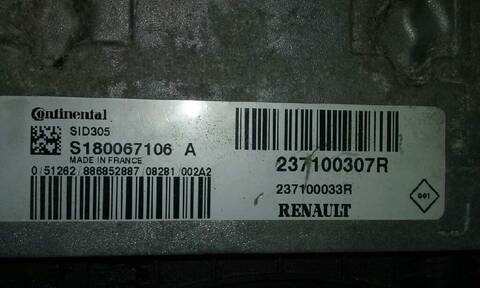 Continental
SID305
S180067106 A
MADE IN FRANCE
0 51262 886852887 08281 002A2
237100307R
237100033R
RENAULT